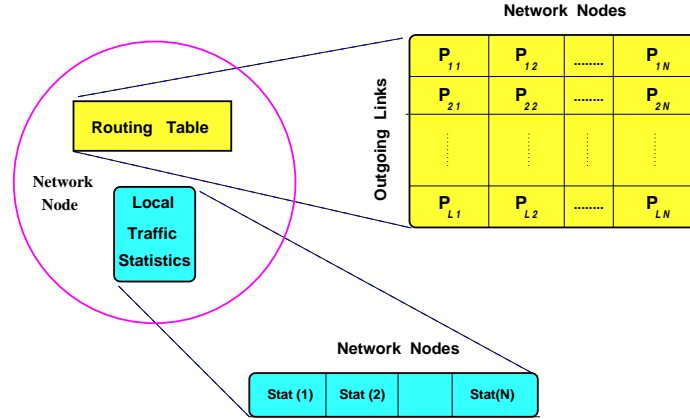 Network Nodes
Outgoing Links
P11 P12 ........ P1N
P21 P22 ........ P2N
........ ........ ........ ........
PL1 PL2 ........ PLN
Routing Table
Network
Node
Local
Traffic
Statistics
Network Nodes
Stat (1) Stat (2) Stat(N)